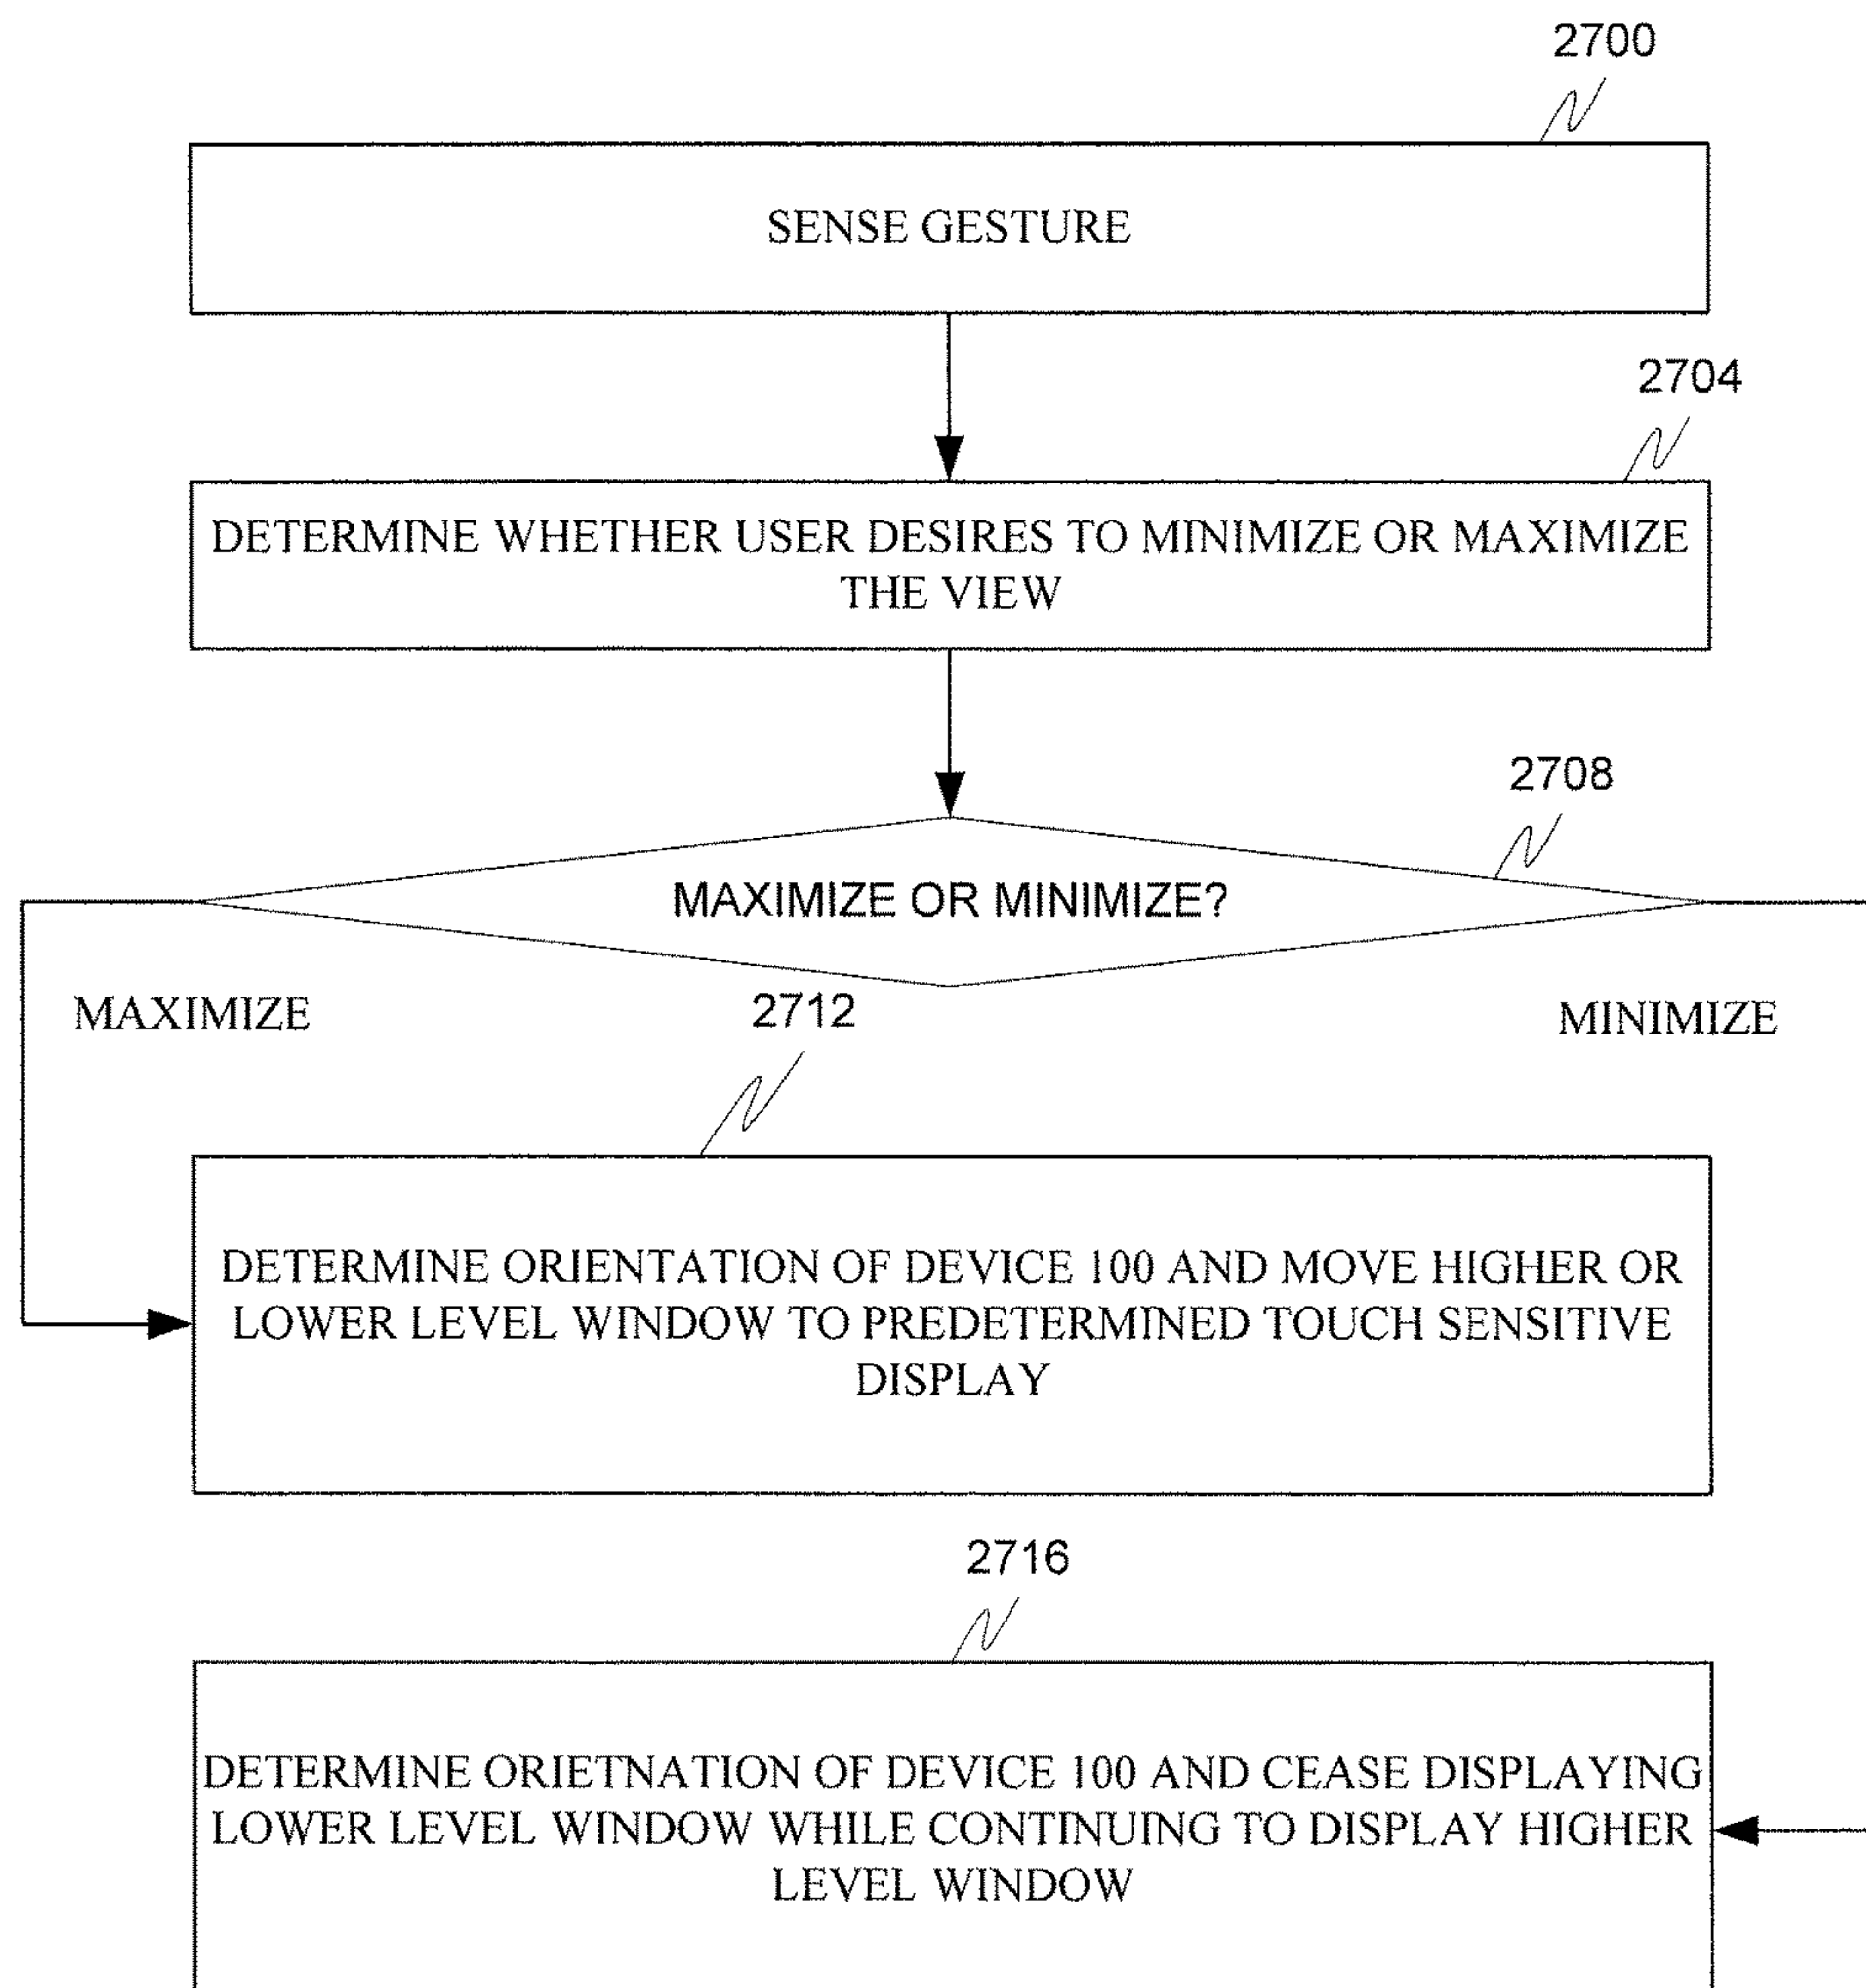 2700
SENSE GESTURE
2704
DETERMINE WHETHER USER DESIRES TO MINIMIZE OR MAXIMIZE
THE VIEW
2708
MAXIMIZE OR MINIMIZE?
MAXIMIZE
2712
MINIMIZE
DETERMINE ORIENTATION OF DEVICE 100 AND MOVE HIGHER OR
LOWER LEVEL WINDOW TO PREDETERMINED TOUCH SENSITIVE
DISPLAY
2716
DETERMINE ORIETNATION OF DEVICE 100 AND CEASE DISPLAYING
LOWER LEVEL WINDOW WHILE CONTINUING TO DISPLAY HIGHER
LEVEL WINDOW